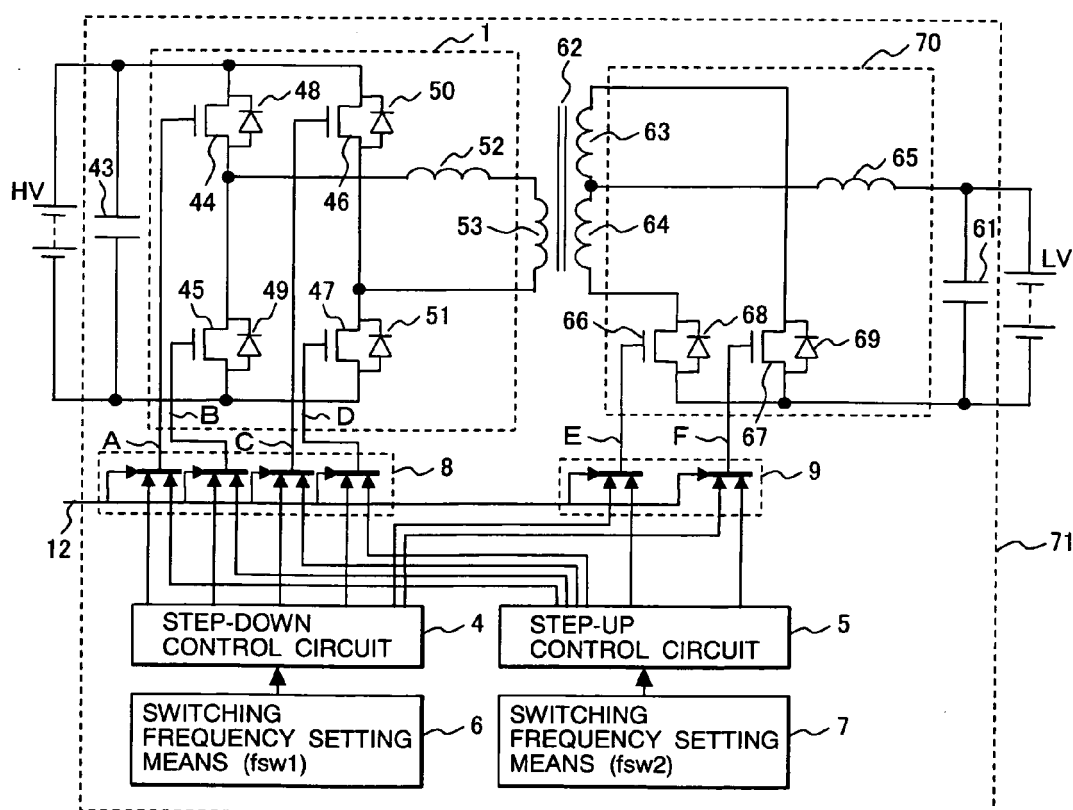 1
62
70
48
50
63
52
65
43
HV
44
46
53
64
61
LV
45
49
47
51
66
68
69
67
B
D
A
C
E
F
8
9
12
71
STEP-DOWN
CONTROL CIRCUIT
4
STEP-UP
CONTROL CIRCUIT
5
SWITCHING
FREQUENCY SETTING
MEANS (fsw1)
6
SWITCHING
FREQUENCY SETTING
MEANS (fsw2)
7